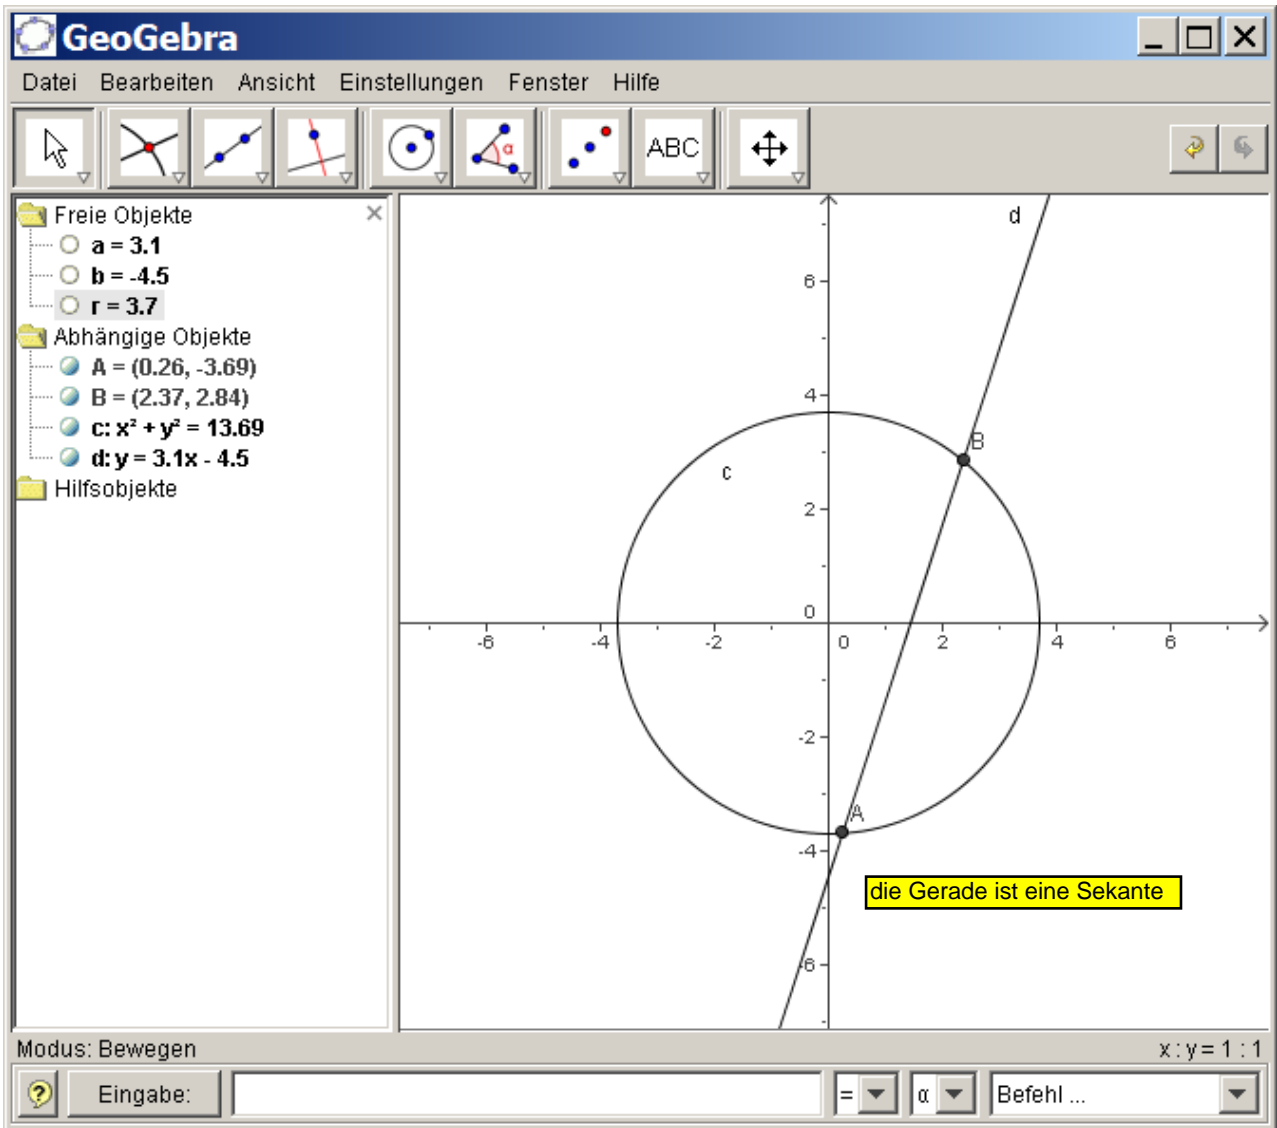 GeoGebra
Datei Bearbeiten Ansicht Einstellungen Fenster Hilfe
α
ABC
Freie Objekte
a = 3.1
b = -4.5
r = 3.7
Abhängige Objekte
A = (0.26, -3.69)
B = (2.37, 2.84)
c: x² + y² = 13.69
d: y = 3.1x - 4.5
Hilfsobjekte
d
6
4
B
c
2
0
-6 -4 -2 0 2 4 6
-2
A
-4
die Gerade ist eine Sekante
-6
Modus: Bewegen
x : y = 1 : 1
Eingabe:
= α Befehl ...